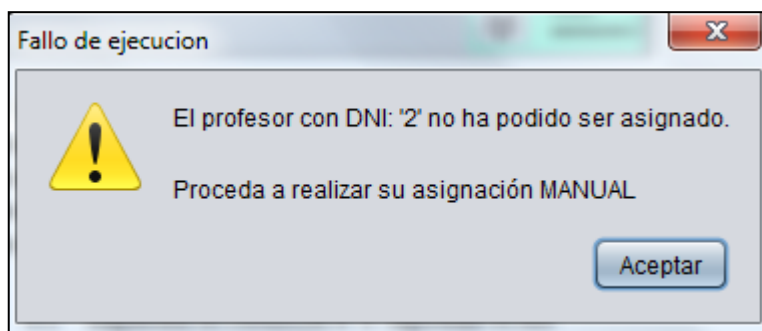 Fallo de ejecucion
El profesor con DNI: '2' no ha podido ser asignado.
Proceda a realizar su asignación MANUAL
Aceptar